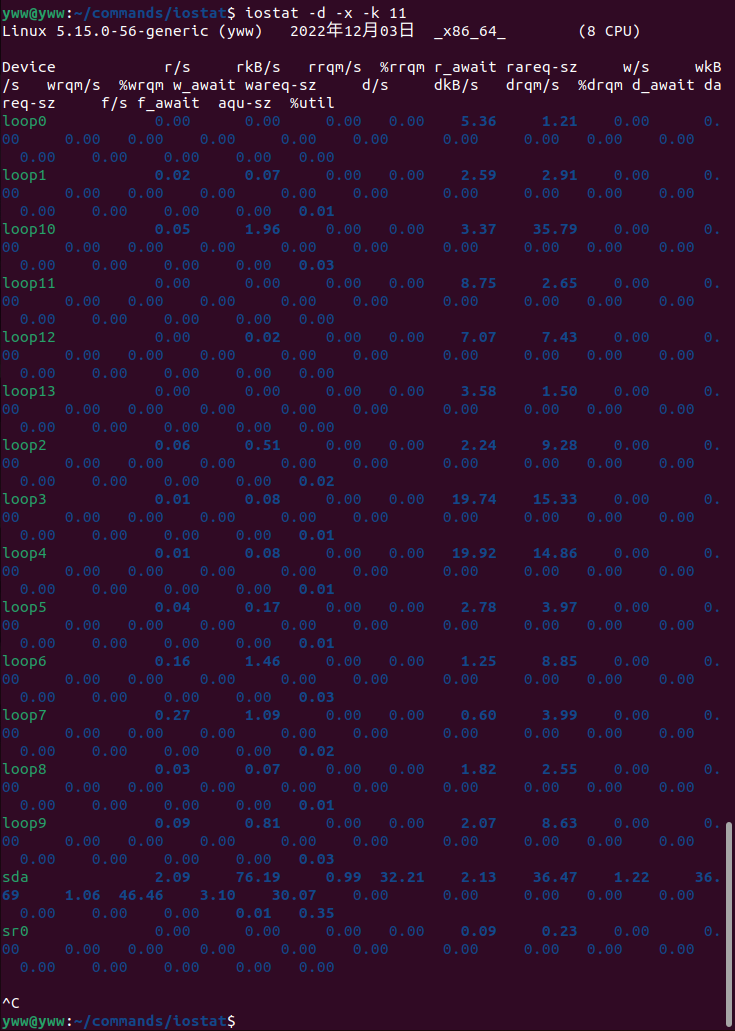 yww@yww:~/commands/iostat$ iostat -d -x -k 11
Linux 5.15.0-56-generic (yww)   2022年12月03日  _x86_64_        (8 CPU)
Device            r/s     rkB/s   rrqm/s  %rrqm r_await rareq-sz     w/s     wkB
/s   wrqm/s  %wrqm w_await wareq-sz     d/s     dkB/s   drqm/s  %drqm d_await da
req-sz     f/s f_await  aqu-sz  %util
loop0            0.00      0.00     0.00   0.00    5.36     1.21    0.00      0.
00     0.00   0.00    0.00     0.00    0.00      0.00     0.00   0.00    0.00
  0.00    0.00    0.00    0.00   0.00
loop1            0.02      0.07     0.00   0.00    2.59     2.91    0.00      0.
00     0.00   0.00    0.00     0.00    0.00      0.00     0.00   0.00    0.00
  0.00    0.00    0.00    0.00   0.01
loop10           0.05      1.96     0.00   0.00    3.37    35.79    0.00      0.
00     0.00   0.00    0.00     0.00    0.00      0.00     0.00   0.00    0.00
  0.00    0.00    0.00    0.00   0.03
loop11           0.00      0.00     0.00   0.00    8.75     2.65    0.00      0.
00     0.00   0.00    0.00     0.00    0.00      0.00     0.00   0.00    0.00
  0.00    0.00    0.00    0.00   0.00
loop12           0.00      0.02     0.00   0.00    7.07     7.43    0.00      0.
00     0.00   0.00    0.00     0.00    0.00      0.00     0.00   0.00    0.00
  0.00    0.00    0.00    0.00   0.00
loop13           0.00      0.00     0.00   0.00    3.58     1.50    0.00      0.
00     0.00   0.00    0.00     0.00    0.00      0.00     0.00   0.00    0.00
  0.00    0.00    0.00    0.00   0.00
loop2            0.06      0.51     0.00   0.00    2.24     9.28    0.00      0.
00     0.00   0.00    0.00     0.00    0.00      0.00     0.00   0.00    0.00
  0.00    0.00    0.00    0.00   0.02
loop3            0.01      0.08     0.00   0.00   19.74    15.33    0.00      0.
00     0.00   0.00    0.00     0.00    0.00      0.00     0.00   0.00    0.00
  0.00    0.00    0.00    0.00   0.01
loop4            0.01      0.08     0.00   0.00   19.92    14.86    0.00      0.
00     0.00   0.00    0.00     0.00    0.00      0.00     0.00   0.00    0.00
  0.00    0.00    0.00    0.00   0.01
loop5            0.04      0.17     0.00   0.00    2.78     3.97    0.00      0.
00     0.00   0.00    0.00     0.00    0.00      0.00     0.00   0.00    0.00
  0.00    0.00    0.00    0.00   0.01
loop6            0.16      1.46     0.00   0.00    1.25     8.85    0.00      0.
00     0.00   0.00    0.00     0.00    0.00      0.00     0.00   0.00    0.00
  0.00    0.00    0.00    0.00   0.03
loop7            0.27      1.09     0.00   0.00    0.60     3.99    0.00      0.
00     0.00   0.00    0.00     0.00    0.00      0.00     0.00   0.00    0.00
  0.00    0.00    0.00    0.00   0.02
loop8            0.03      0.07     0.00   0.00    1.82     2.55    0.00      0.
00     0.00   0.00    0.00     0.00    0.00      0.00     0.00   0.00    0.00
  0.00    0.00    0.00    0.00   0.01
loop9            0.09      0.81     0.00   0.00    2.07     8.63    0.00      0.
00     0.00   0.00    0.00     0.00    0.00      0.00     0.00   0.00    0.00
  0.00    0.00    0.00    0.00   0.03
sda              2.09     76.19     0.99  32.21    2.13    36.47    1.22     36.
69     1.06  46.46    3.10    30.07    0.00      0.00     0.00   0.00    0.00
  0.00    0.00    0.00    0.01   0.35
sr0              0.00      0.00     0.00   0.00    0.09     0.23    0.00      0.
00     0.00   0.00    0.00     0.00    0.00      0.00     0.00   0.00    0.00
  0.00    0.00    0.00    0.00   0.00
^C
yww@yww:~/commands/iostat$